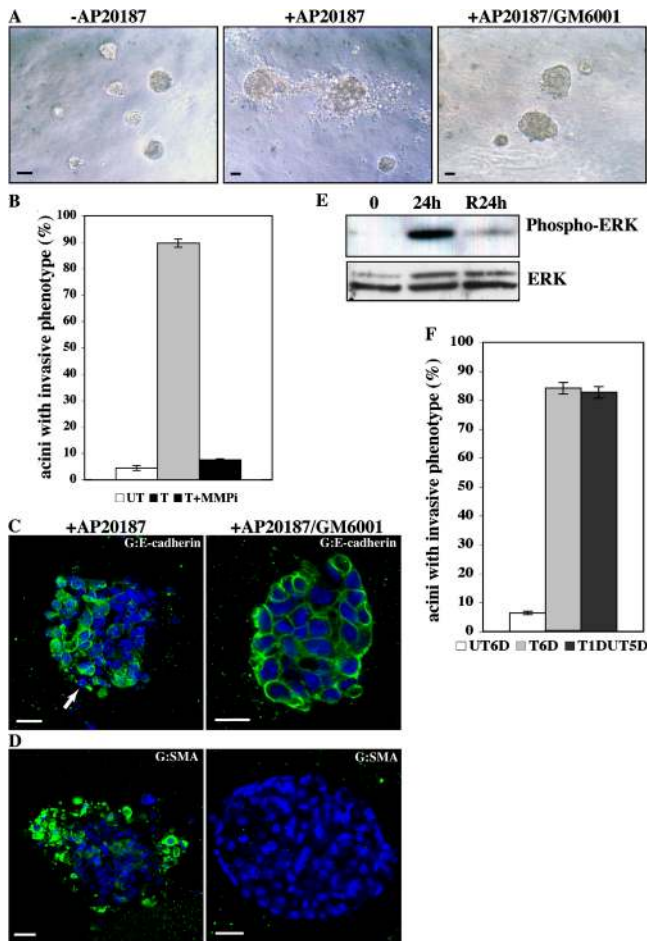 A
-AP20187
+AP20187
+AP20187/GM6001
B
acini with invasive phenotype (%)
100
90
80
70
60
50
40
30
20
10
0
UT T T+MMPi
E
0 24h R24h
Phospho-ERK
ERK
F
acini with invasive phenotype (%)
100
90
80
70
60
50
40
30
20
10
0
UT6D T6D T1DUT5D
C
+AP20187
+AP20187/GM6001
G:E-cadherin
G:E-cadherin
D
G:SMA
G:SMA